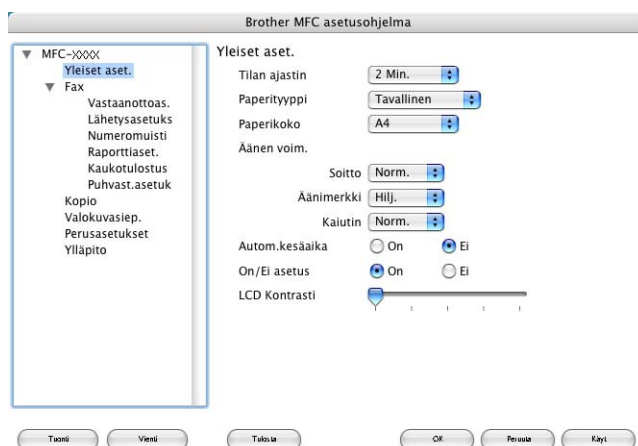 Brother MFC asetusohjelma
MFC-XXXX
Yleiset aset.
Fax
Vastaanottoas.
Lähetysasetuks
Numeromuisti
Raporttiaset.
Kaukotulostus
Puhvast.asetuk
Kopio
Valokuvasiep.
Perusasetukset
Ylläpito
Yleiset aset.
Tilan ajastin 2 Min.
Paperityyppi Tavallinen
Paperikoko A4
Äänen voim.
Soitto Norm.
Äänimerkki Hilj.
Kaiutin Norm.
Autom.kesäaika On Ei
On/Ei asetus On Ei
LCD Kontrasti
Tuonti Vienti Tulosta OK Peruuta Käyt.